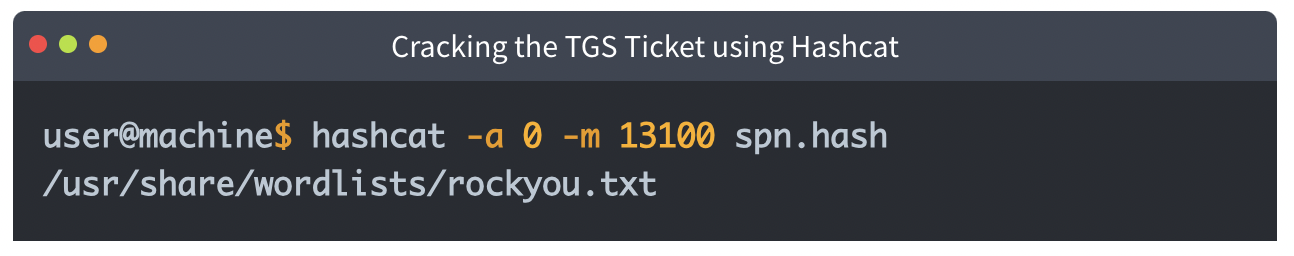 Cracking the TGS Ticket using Hashcat
user@machine$ hashcat -a 0 -m 13100 spn.hash
/usr/share/wordlists/rockyou.txt